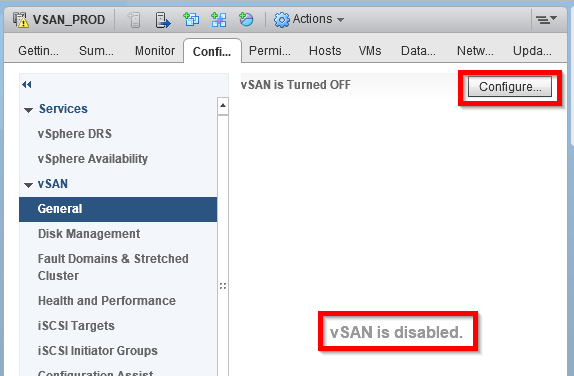 VSAN_PROD
Actions
Gettin... Sum... Monitor Confi... Permi... Hosts VMs Data... Netw... Upda...
vSAN is Turned OFF
Configure...
Services
vSphere DRS
vSphere Availability
vSAN
General
Disk Management
Fault Domains & Stretched
Cluster
Health and Performance
iSCSI Targets
iSCSI Initiator Groups
Configuration Assist
vSAN is disabled.